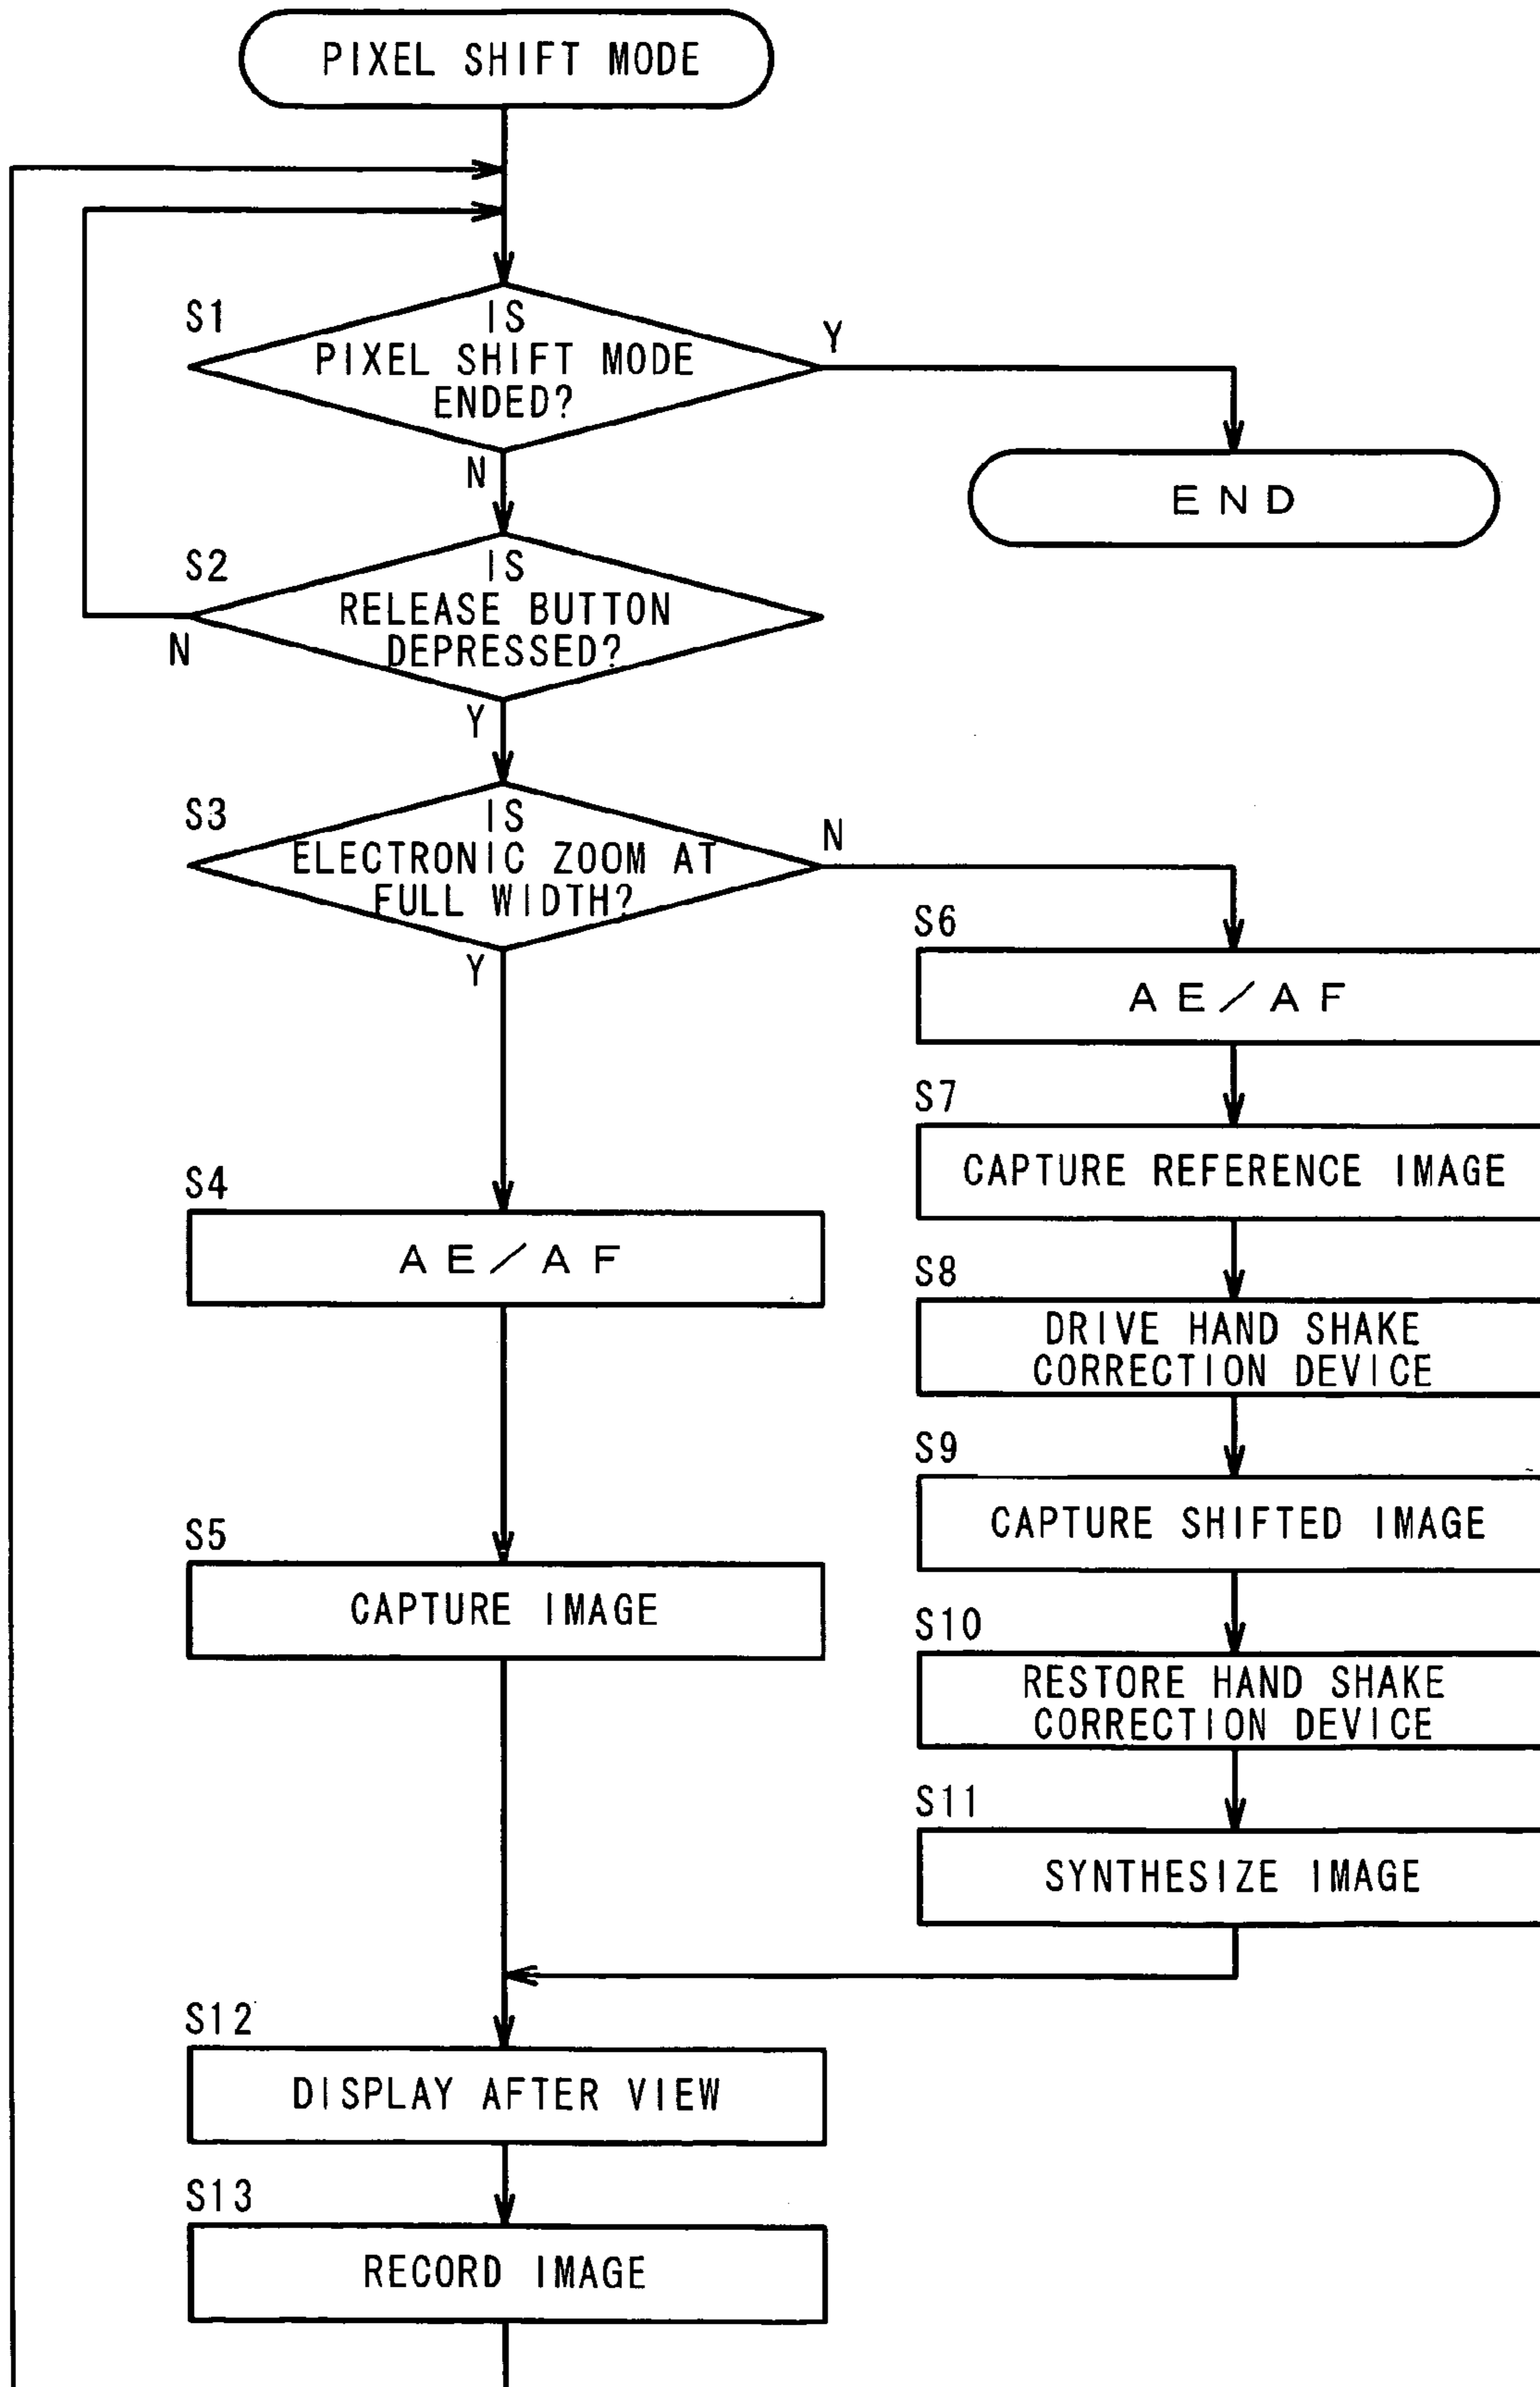 PIXEL SHIFT MODE
S1
IS
PIXEL SHIFT MODE
ENDED?
Y
N
END
S2
IS
RELEASE BUTTON
DEPRESSED?
N
Y
S3
IS
ELECTRONIC ZOOM AT
FULL WIDTH?
N
Y
S6
AE/AF
S7
CAPTURE REFERENCE IMAGE
S4
AE/AF
S8
DRIVE HAND SHAKE
CORRECTION DEVICE
S9
CAPTURE SHIFTED IMAGE
S5
CAPTURE IMAGE
S10
RESTORE HAND SHAKE
CORRECTION DEVICE
S11
SYNTHESIZE IMAGE
S12
DISPLAY AFTER VIEW
S13
RECORD IMAGE